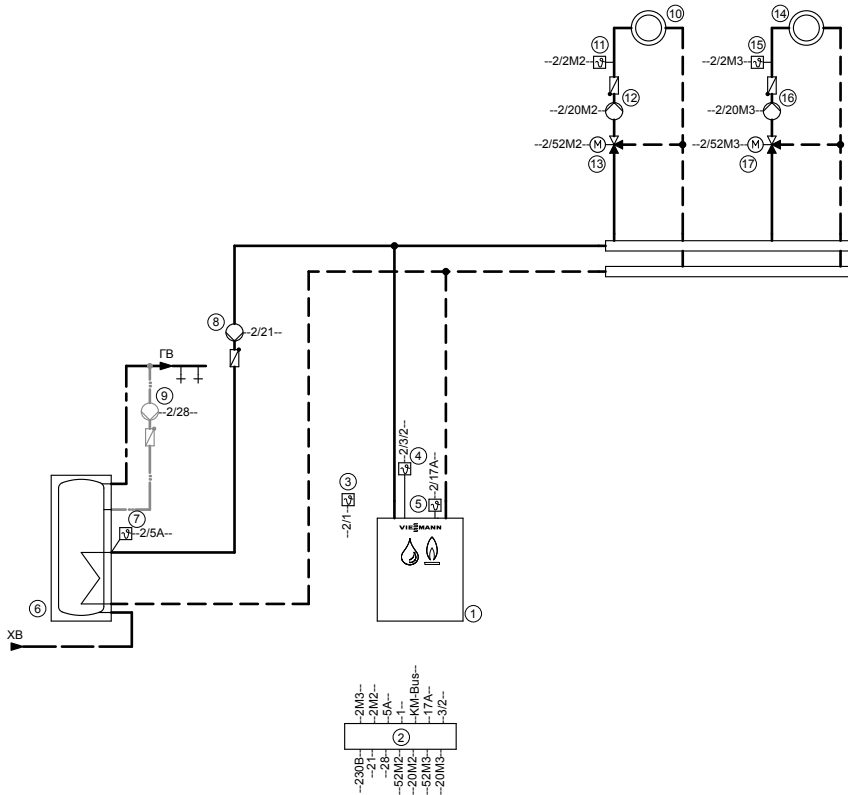 10
14
11
--2/2M2--
15
--2/2M3--
12
--2/20M2--
16
--2/20M3--
--2/52M2--
M
13
--2/52M3--
M
17
8
--2/21--
ГВ
9
--2/28--
--2/3/2--
4
3
--2/1--
5
--2/17A--
7
--2/5A--
VIESMANN
6
1
ХВ
--2M3--
--2M2--
--5A--
--1--
--KM-Bus--
--17A--
--3/2--
2
--230B--
--21--
--28--
--52M2--
--20M2--
--52M3--
--20M3--